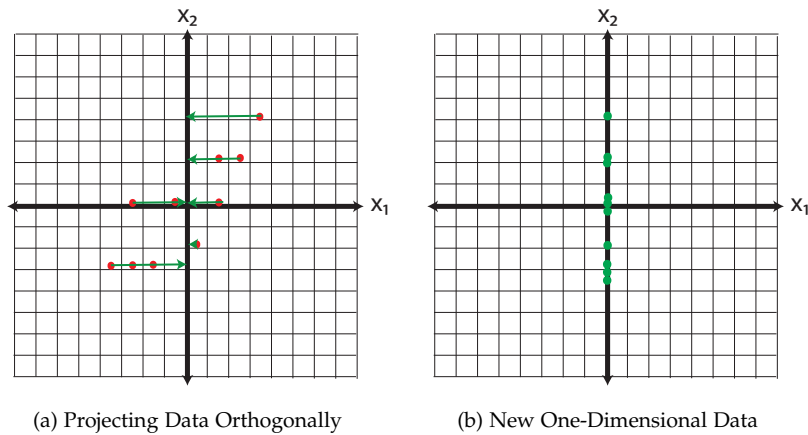 X2
X1
(a) Projecting Data Orthogonally
X2
X1
(b) New One-Dimensional Data